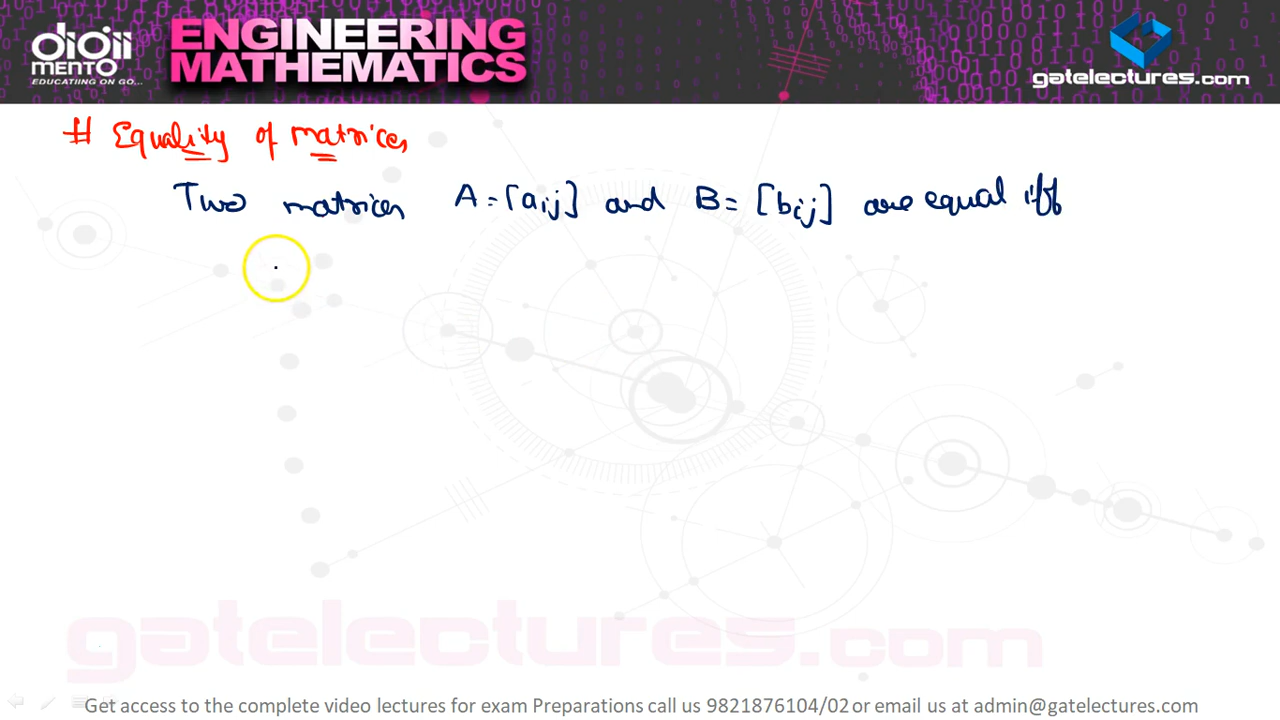 digii
MENTO
EDUCATIING ON GO...
ENGINEERING
MATHEMATICS
gatelectures.com
# Equality of matrices
Two matrices A = [aij] and B = [bij] are equal iff
gatelectures.com
Get access to the complete video lectures for exam Preparations call us 9821876104/02 or email us at admin@gatelectures.com